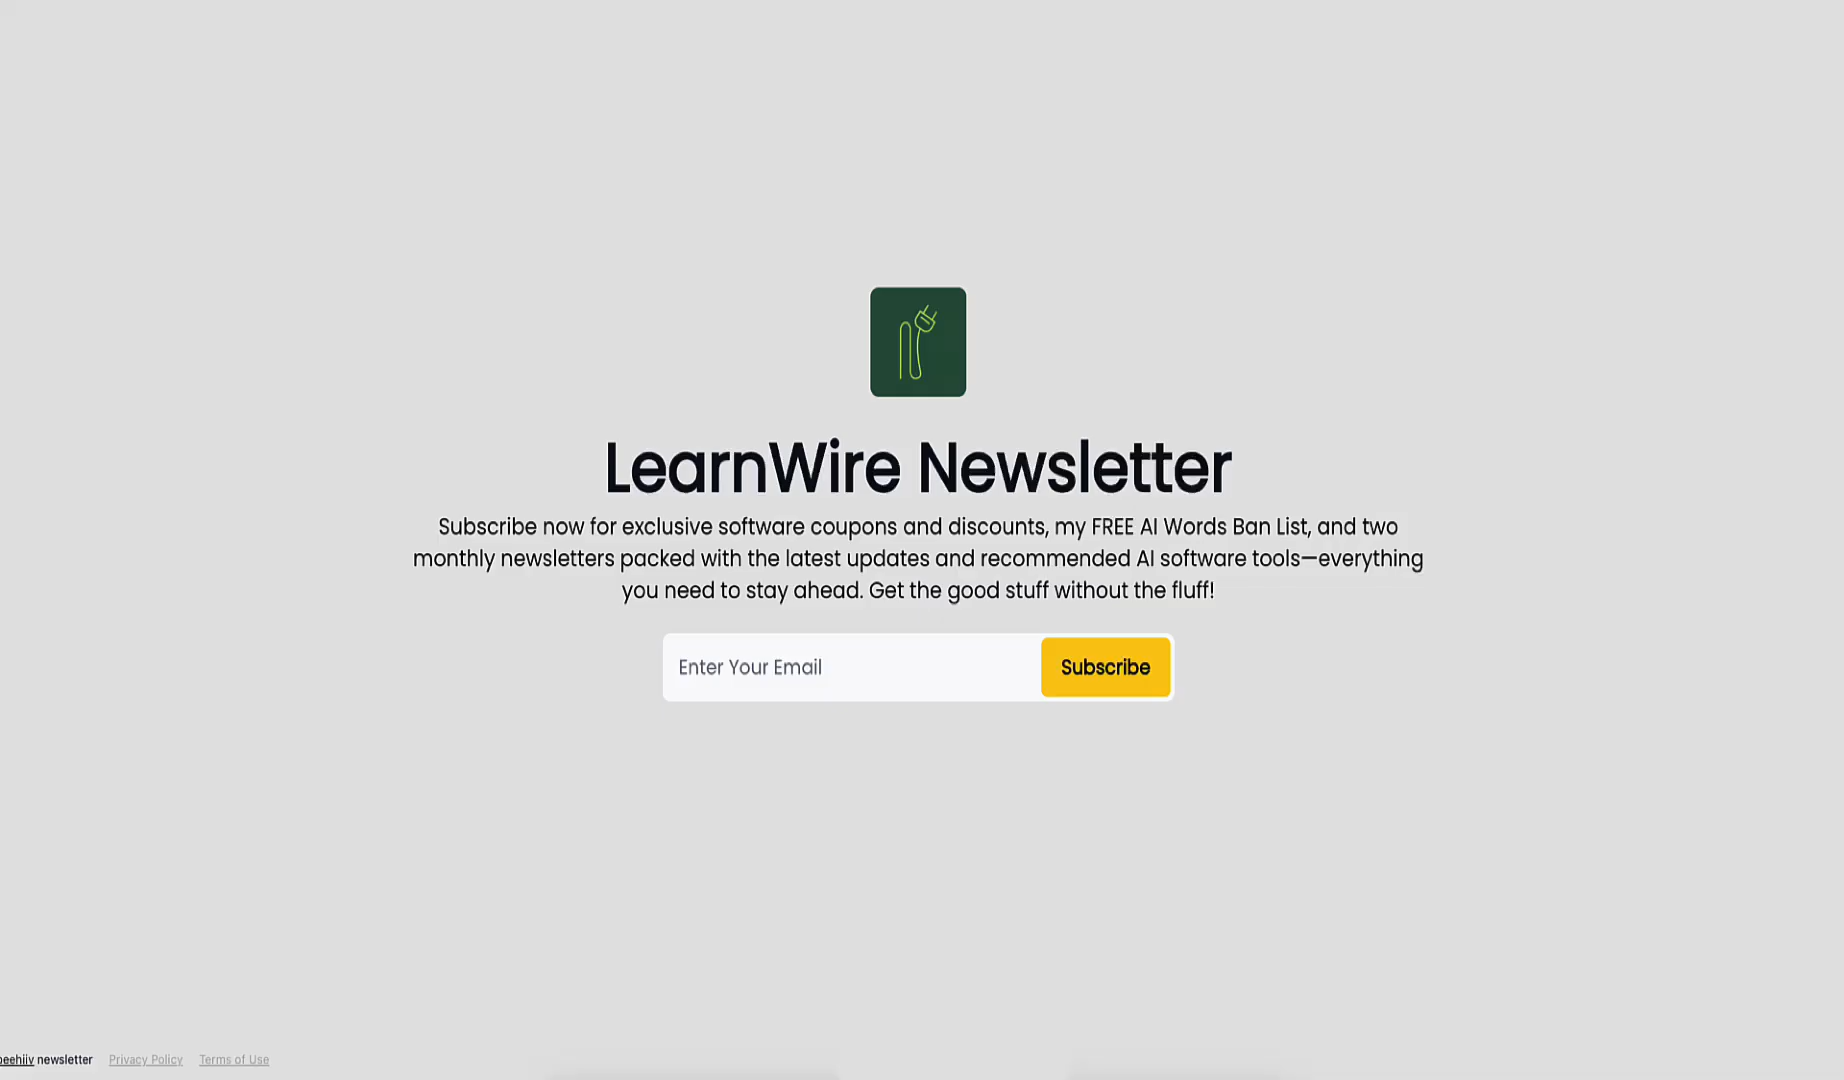 LearnWire Newsletter
Subscribe now for exclusive software coupons and discounts, my FREE AI Words Ban List, and two
monthly newsletters packed with the latest updates and recommended AI software tools—everything
you need to stay ahead. Get the good stuff without the fluff!
Enter Your Email Subscribe
beehiiv newsletter Privacy Policy Terms of Use